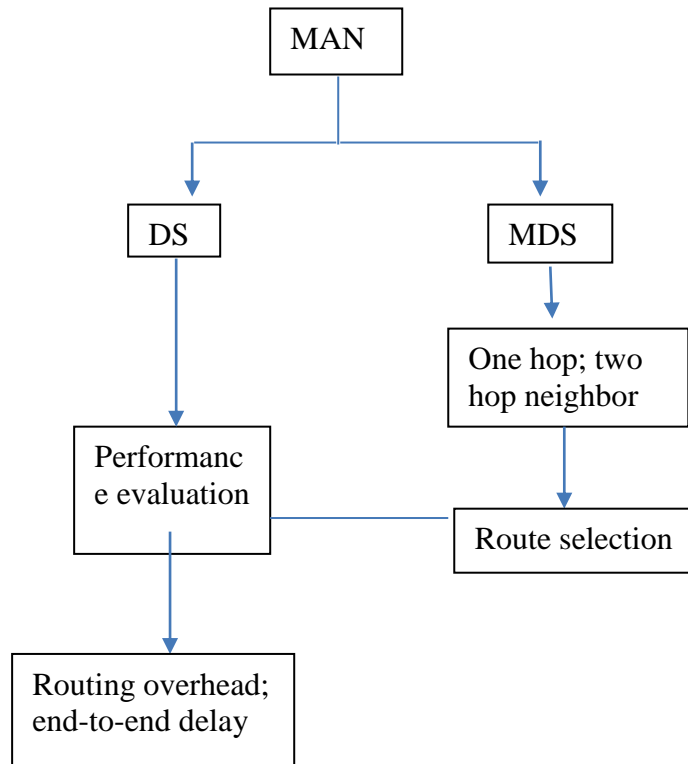 MAN
DS
MDS
One hop; two
hop neighbor
Performanc
e evaluation
Route selection
Routing overhead;
end-to-end delay